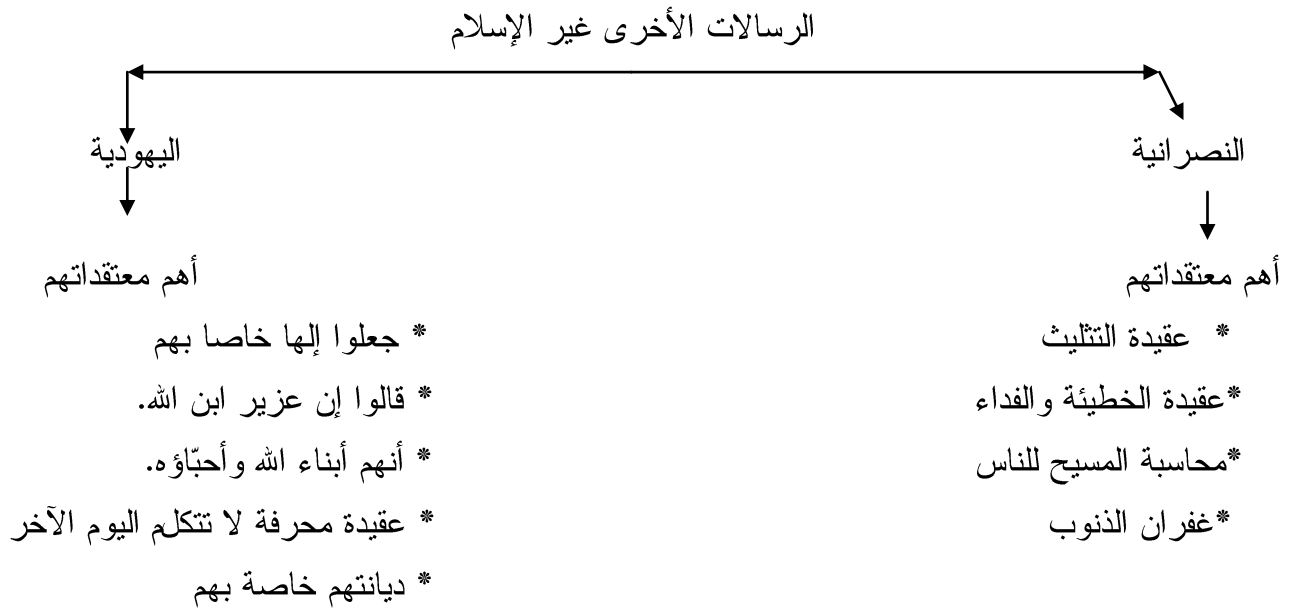 الرسالات الأخرى غير الإسلام
النصرانية
أهم معتقداتهم
* عقيدة التثليث
*عقيدة الخطيئة والفداء
*محاسبة المسيح للناس
*غفران الذنوب
اليهودية
أهم معتقداتهم
* جعلوا إلها خاصا بهم
* قالوا إن عزير ابن الله.
* أنهم أبناء الله وأحبّاؤه.
* عقيدة محرفة لا تتكلم اليوم الآخر
* ديانتهم خاصة بهم